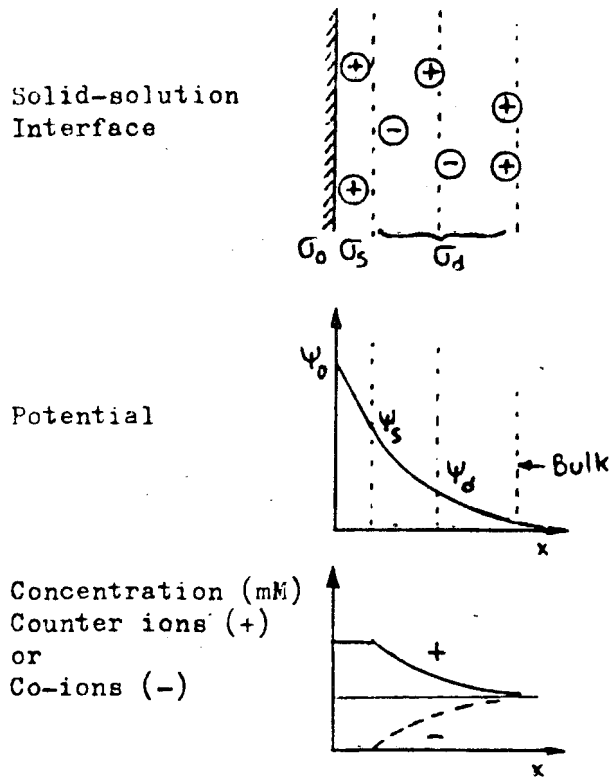 Solid-solution
Interface
+ +
- +
- +
+
σ₀ σₛ σd
Potential
Ψ₀
Ψₛ
Ψd
Bulk
x
Concentration (mM)
Counter ions (+)
or
Co-ions (-)
+
-
x